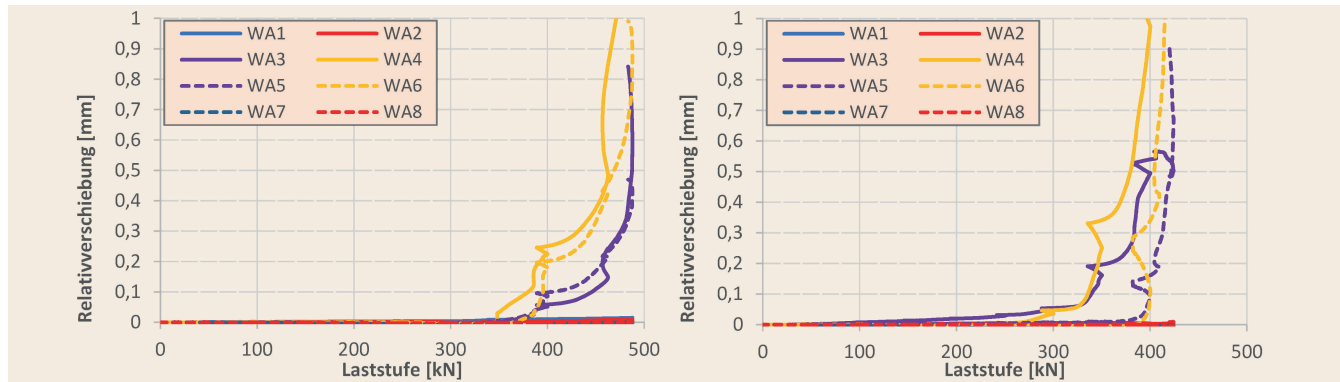 1
0,9
0,8
0,7
0,6
0,5
0,4
0,3
0,2
0,1
0
Relativverschiebung [mm]
WA1 WA2
WA3 WA4
WA5 WA6
WA7 WA8
0 100 200 300 400 500
Laststufe [kN]
1
0,9
0,8
0,7
0,6
0,5
0,4
0,3
0,2
0,1
0
Relativverschiebung [mm]
WA1 WA2
WA3 WA4
WA5 WA6
WA7 WA8
0 100 200 300 400 500
Laststufe [kN]